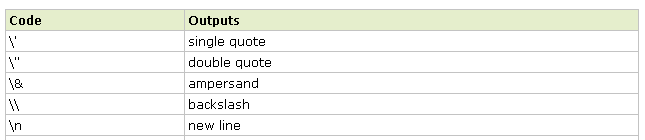 Code Outputs
\' single quote
\" double quote
\& ampersand
\\ backslash
\n new line